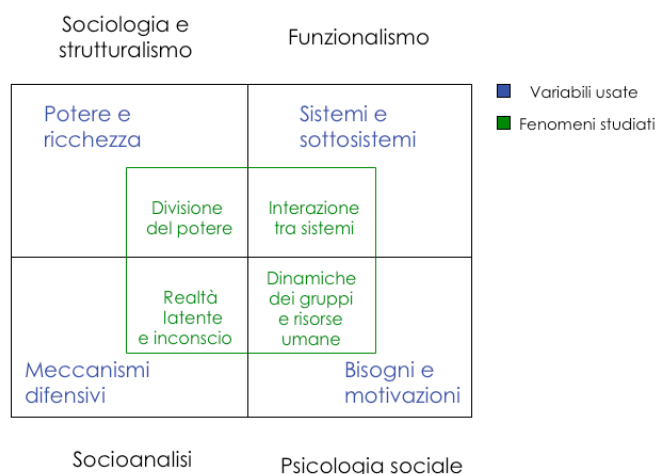 Sociologia e
strutturalismo
Funzionalismo
Potere e
ricchezza
Sistemi e
sottosistemi
Variabili usate
Fenomeni studiati
Divisione
del potere
Interazione
tra sistemi
Realtà
latente
e inconscio
Dinamiche
dei gruppi
e risorse
umane
Meccanismi
difensivi
Bisogni e
motivazioni
Socioanalisi
Psicologia sociale